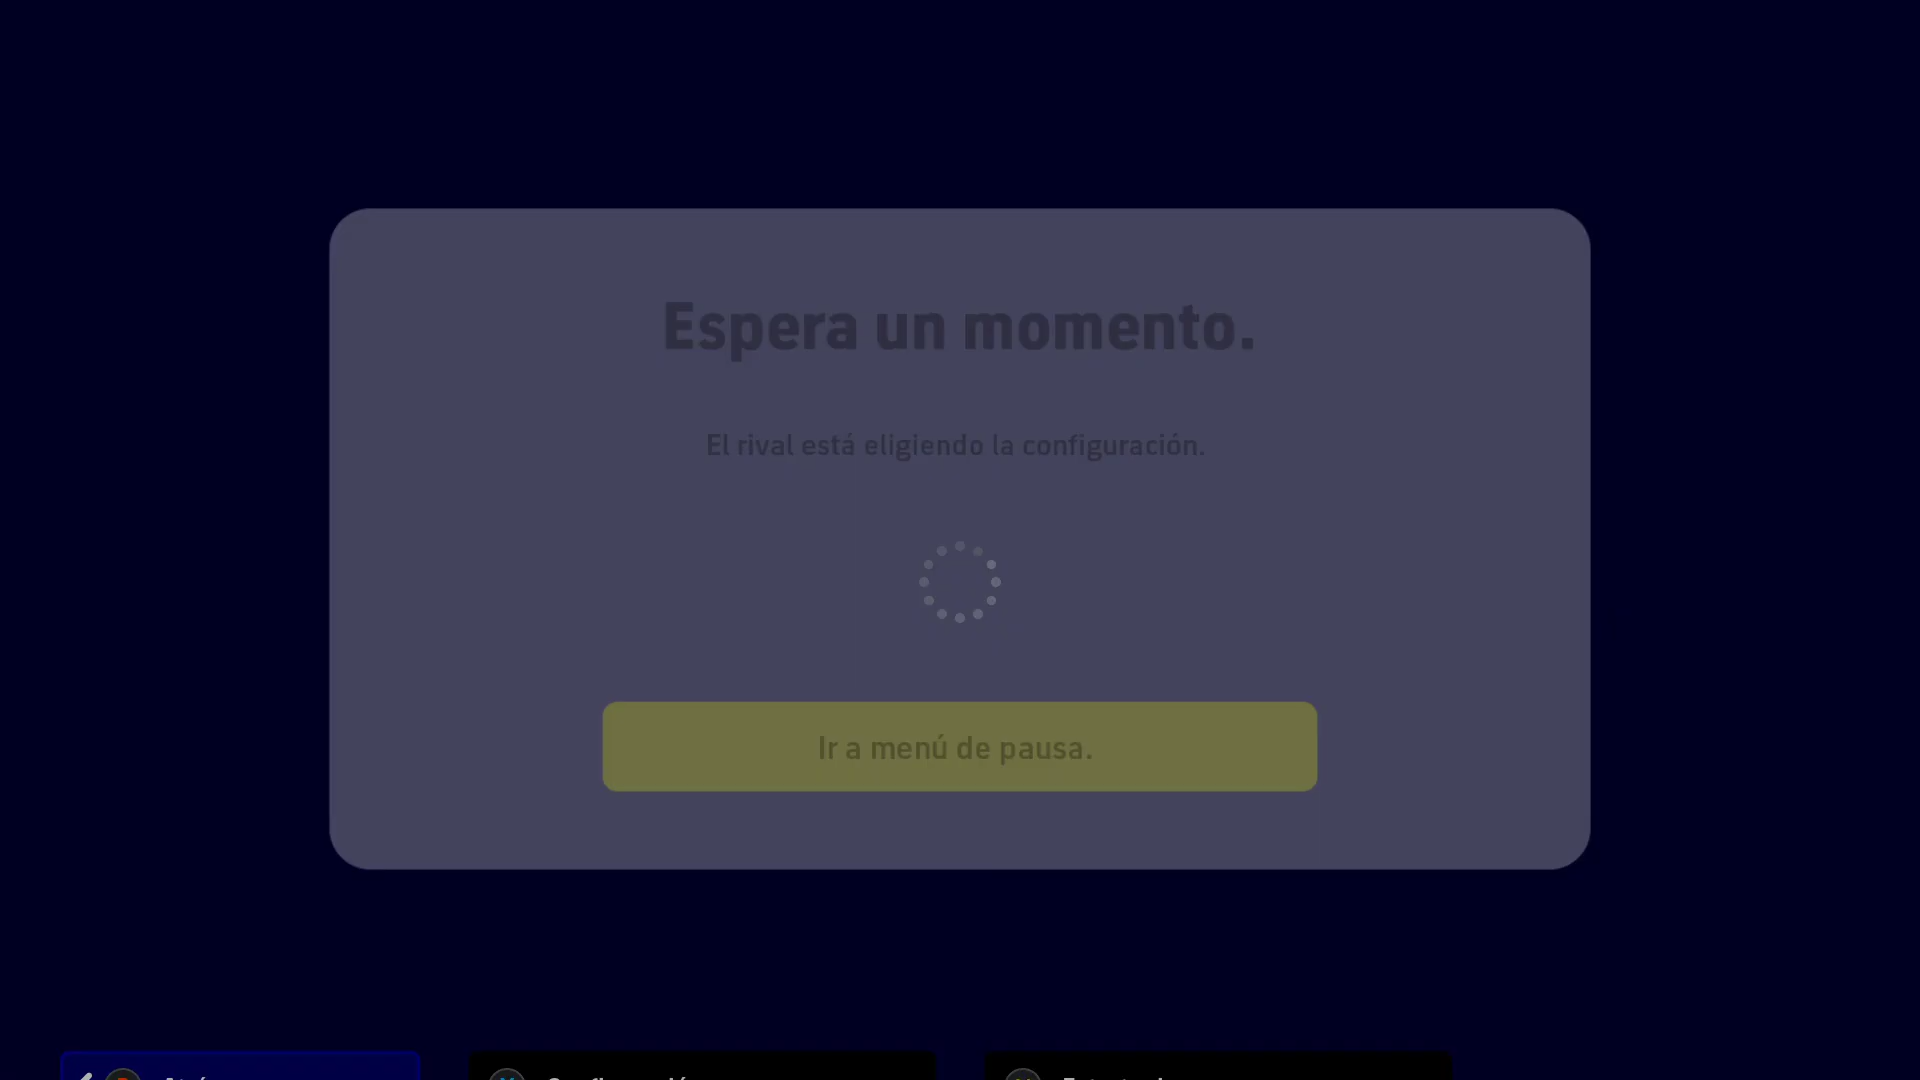 Espera un momento.
El rival está eligiendo la configuración.
Ir a menú de pausa.